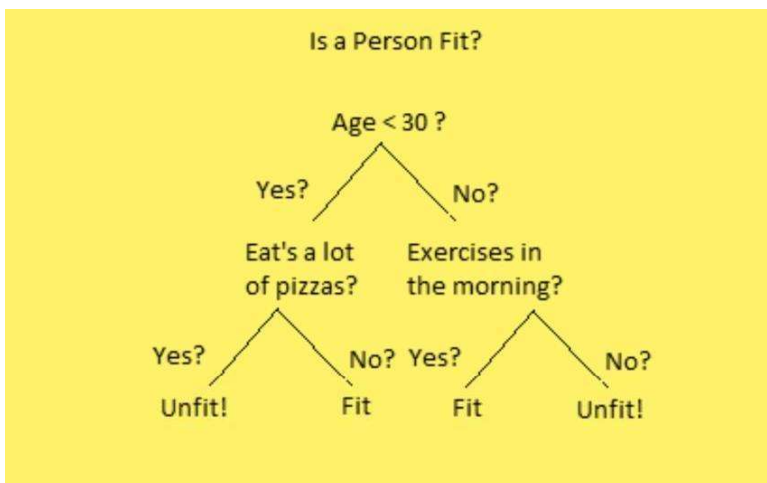 Is a Person Fit?
Age < 30 ?
Yes?
No?
Eat's a lot
of pizzas?
Exercises in
the morning?
Yes?
No?
Yes?
No?
Unfit!
Fit
Fit
Unfit!